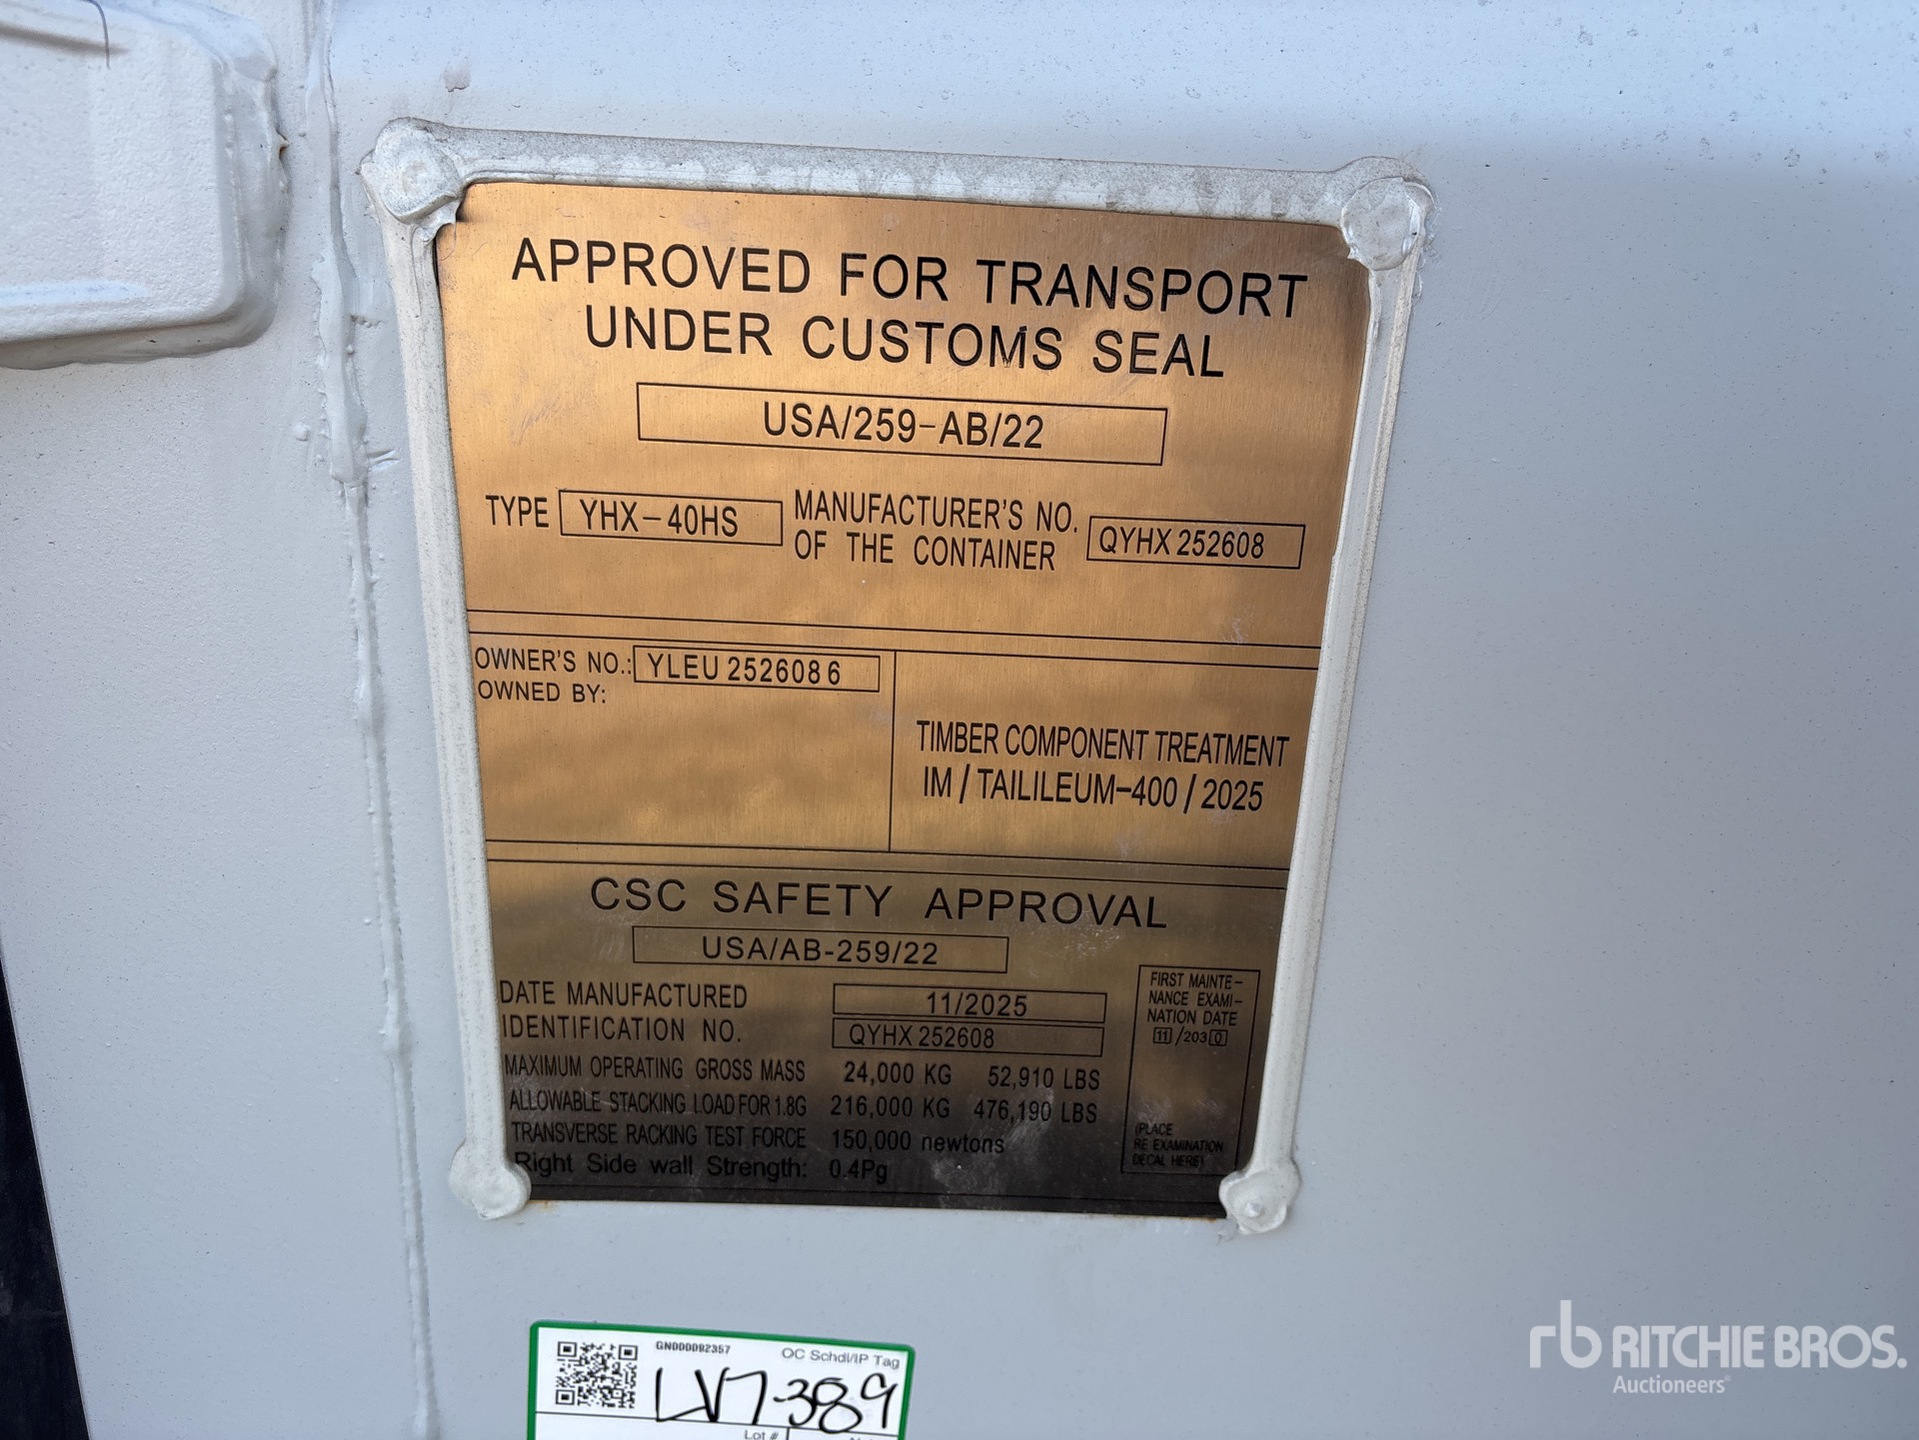 APPROVED FOR TRANSPORT
UNDER CUSTOMS SEAL
USA/259-AB/22
TYPE YHX-40HS MANUFACTURER'S NO. OF THE CONTAINER QYHX 252608
OWNER'S NO.: YLEU 252608 6
OWNED BY:
TIMBER COMPONENT TREATMENT
IM / TAILILEUM-400 / 2025
CSC SAFETY APPROVAL
USA/AB-259/22
DATE MANUFACTURED 11/2025
IDENTIFICATION NO. QYHX 252608
MAXIMUM OPERATING GROSS MASS 24,000 KG 52,910 LBS
ALLOWABLE STACKING LOAD FOR 1.8G 216,000 KG 476,190 LBS
TRANSVERSE RACKING TEST FORCE 150,000 newtons
Right Side wall Strength: 0.4Pg
FIRST MAINTE-
NANCE EXAMI-
NATION DATE
11/2030
(PLACE
RE EXAMINATION
DECAL HERE)
OC Schdl/IP Tag
LV7-389
Lot #
rb RITCHIE BROS.
Auctioneers